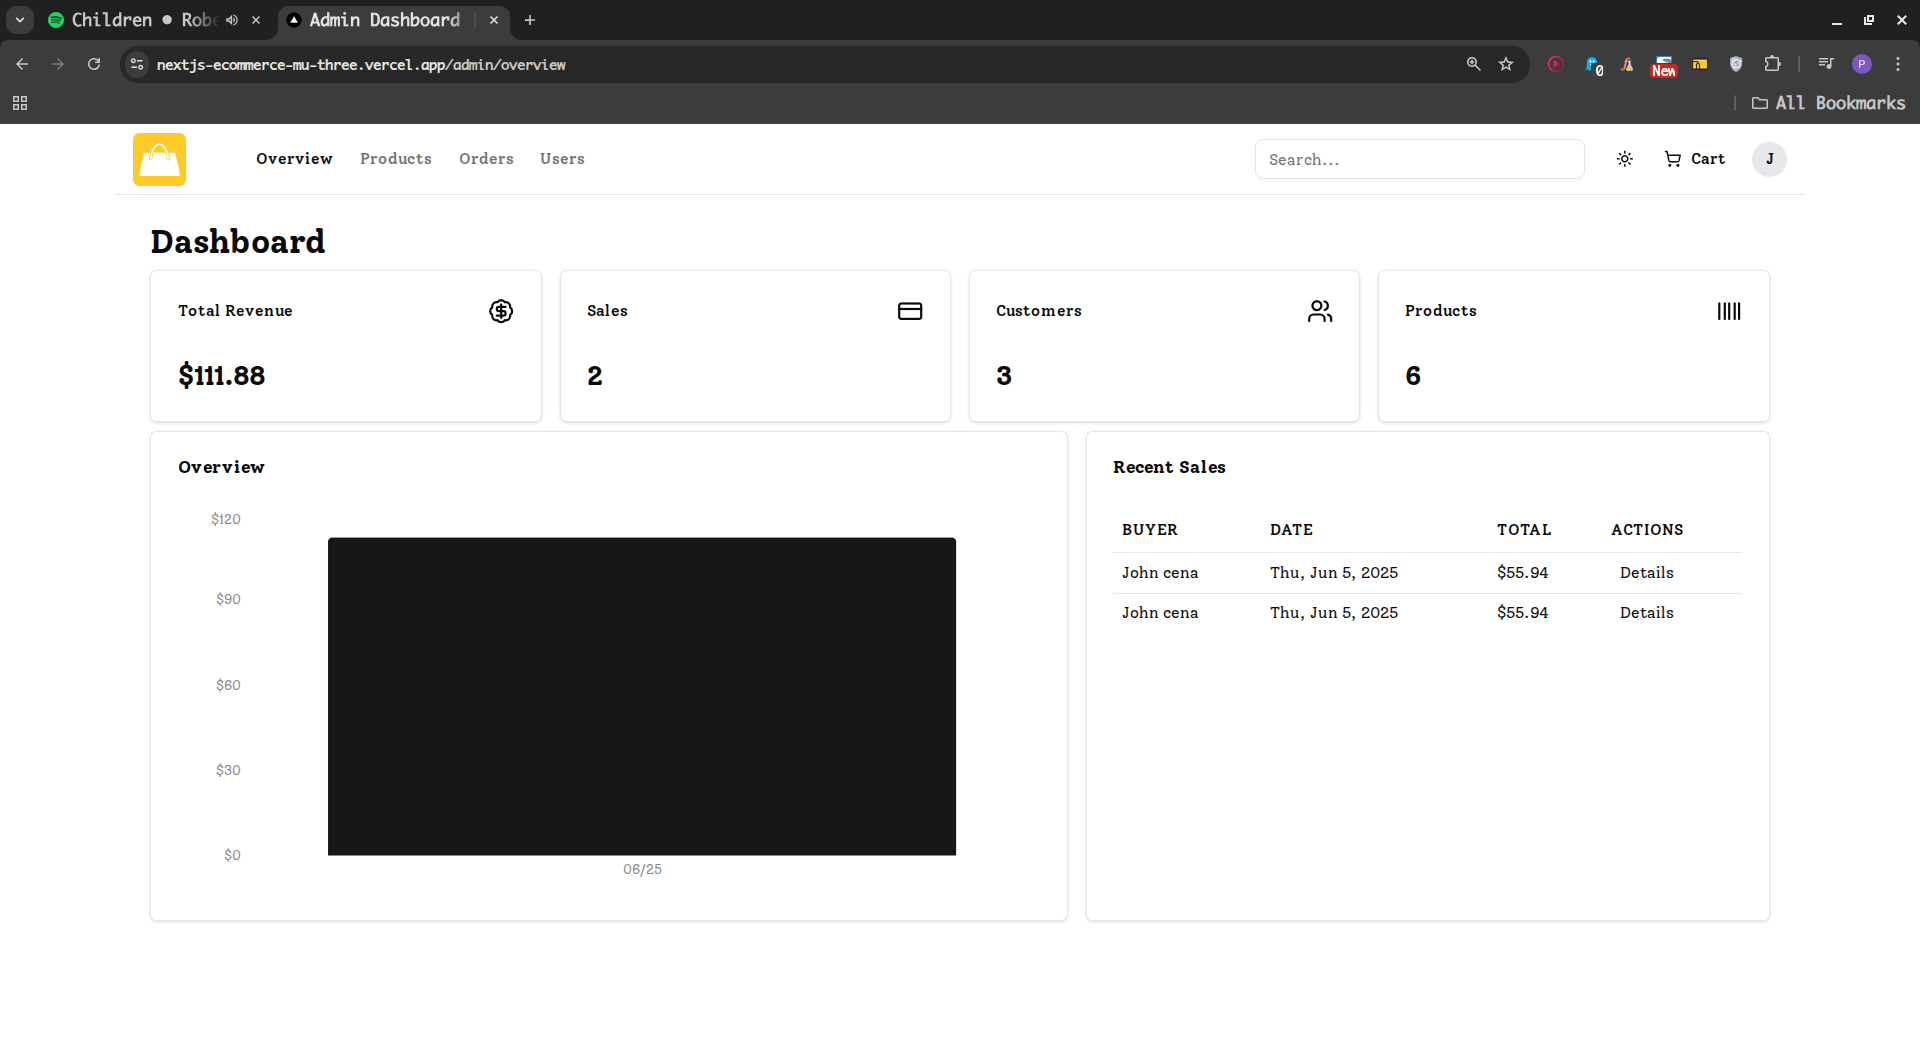 Children ● Rob
Admin Dashboard
nextjs-ecommerce-mu-three.vercel.app/admin/overview
0
New
P
All Bookmarks
Overview Products Orders Users
Search...
Cart
J
Dashboard
Total Revenue
$111.88
Sales
2
Customers
3
Products
6
Overview
$120
$90
$60
$30
$0
06/25
Recent Sales
BUYER DATE TOTAL ACTIONS
John cena Thu, Jun 5, 2025 $55.94 Details
John cena Thu, Jun 5, 2025 $55.94 Details